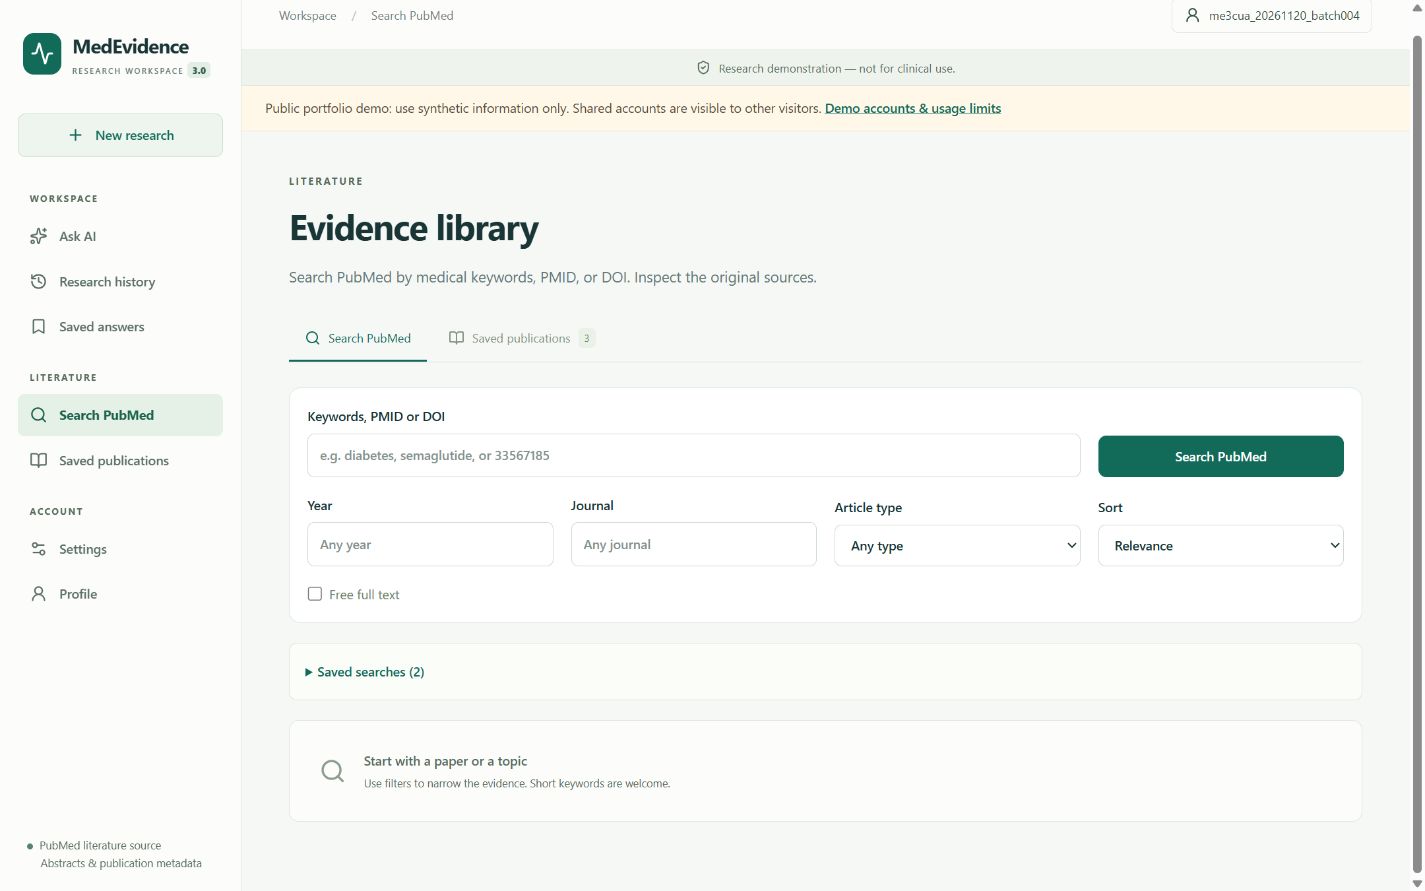 MedEvidence
RESEARCH WORKSPACE 3.0
+ New research
WORKSPACE
Ask AI
Research history
Saved answers
LITERATURE
Search PubMed
Saved publications
ACCOUNT
Settings
Profile
PubMed literature source
Abstracts & publication metadata
Workspace / Search PubMed
me3cua_20261120_batch004
Research demonstration — not for clinical use.
Public portfolio demo: use synthetic information only. Shared accounts are visible to other visitors. Demo accounts & usage limits
LITERATURE
Evidence library
Search PubMed by medical keywords, PMID, or DOI. Inspect the original sources.
Search PubMed
Saved publications 3
Keywords, PMID or DOI
e.g. diabetes, semaglutide, or 33567185
Search PubMed
Year
Journal
Article type
Sort
Any year
Any journal
Any type
Relevance
Free full text
Saved searches (2)
Start with a paper or a topic
Use filters to narrow the evidence. Short keywords are welcome.